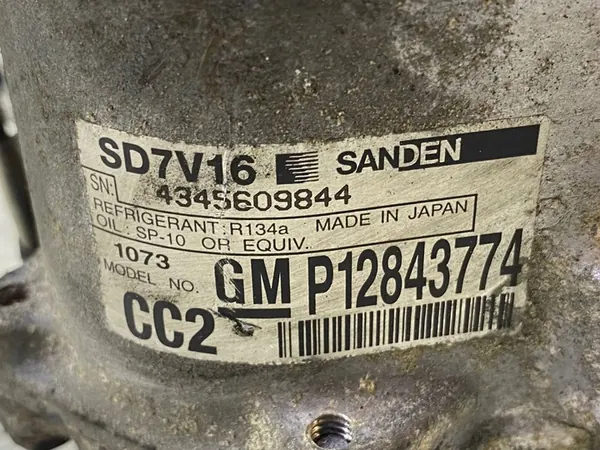 SD7V16 SANDEN
SN: 4345609844
REFRIGERANT: R134a MADE IN JAPAN
OIL : SP-10 OR EQUIV.
1073
MODEL NO.
GM P12843774
CC2